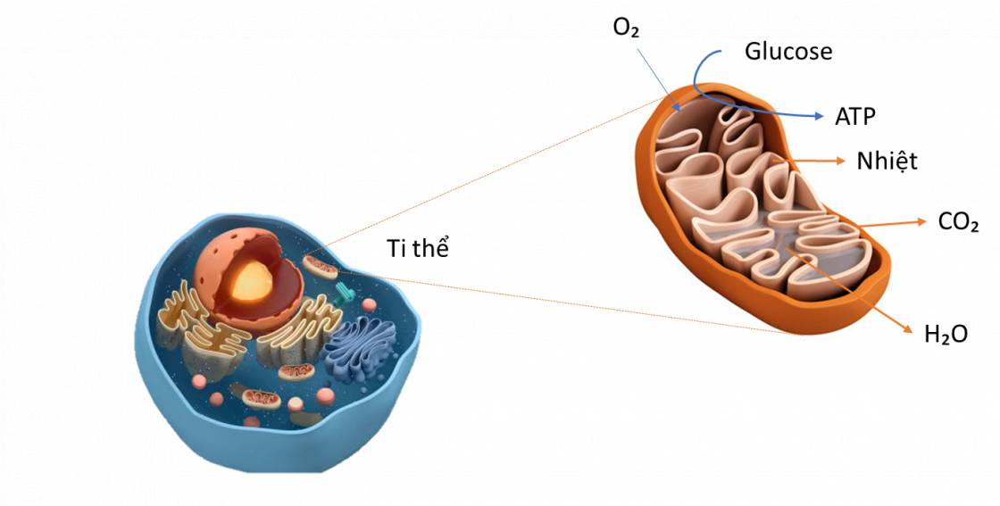 O₂
Glucose
ATP
Nhiệt
CO₂
Ti thể
H₂O